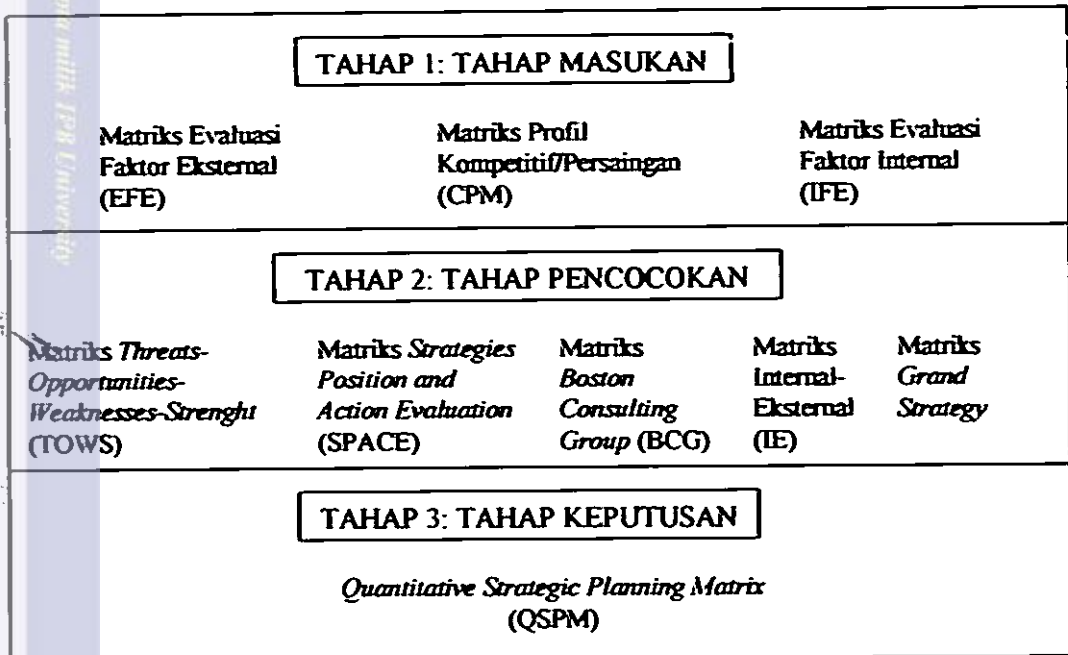 milik IPB University
TAHAP 1: TAHAP MASUKAN
Matriks Evaluasi
Faktor Eksternal
(EFE)
Matriks Profil
Kompetitif/Persaingan
(CPM)
Matriks Evaluasi
Faktor Internal
(IFE)
TAHAP 2: TAHAP PENCOCOKAN
Matriks Threats-
Opportunities-
Weaknesses-Strenght
(TOWS)
Matriks Strategies
Position and
Action Evaluation
(SPACE)
Matriks
Boston
Consulting
Group (BCG)
Matriks
Internal-
Eksternal
(IE)
Matriks
Grand
Strategy
TAHAP 3: TAHAP KEPUTUSAN
Quantitative Strategic Planning Matrix
(QSPM)